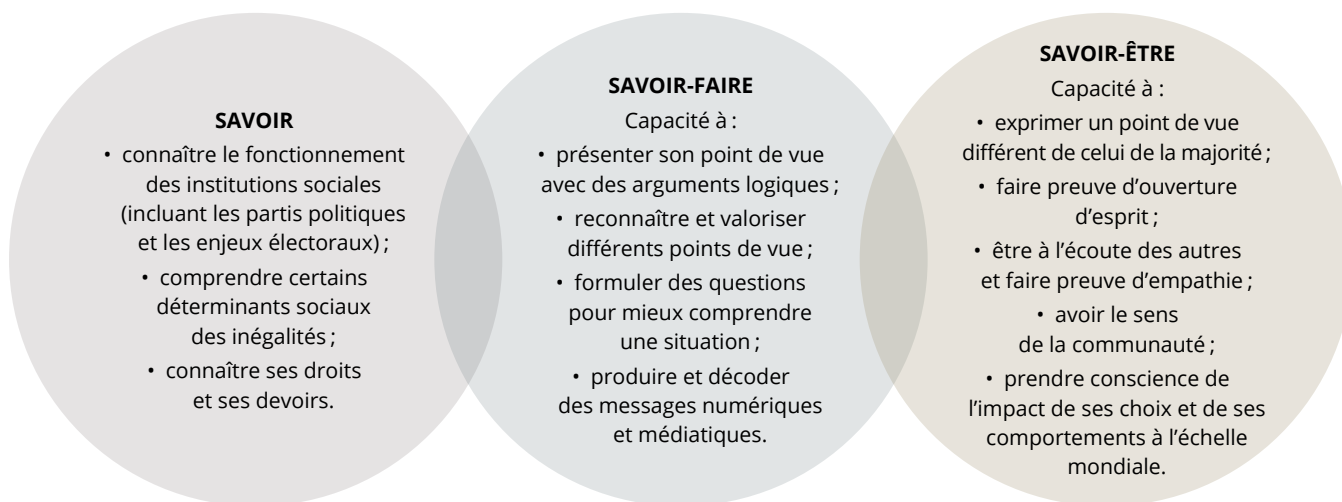 SAVOIR
• connaître le fonctionnement
des institutions sociales
(incluant les partis politiques
et les enjeux électoraux) ;
• comprendre certains
déterminants sociaux
des inégalités ;
• connaître ses droits
et ses devoirs.
SAVOIR-FAIRE
Capacité à :
• présenter son point de vue
avec des arguments logiques ;
• reconnaître et valoriser
différents points de vue ;
• formuler des questions
pour mieux comprendre
une situation ;
• produire et décoder
des messages numériques
et médiatiques.
SAVOIR-ÊTRE
Capacité à :
• exprimer un point de vue
différent de celui de la majorité ;
• faire preuve d’ouverture
d’esprit ;
• être à l’écoute des autres
et faire preuve d’empathie ;
• avoir le sens
de la communauté ;
• prendre conscience de
l’impact de ses choix et de ses
comportements à l’échelle
mondiale.